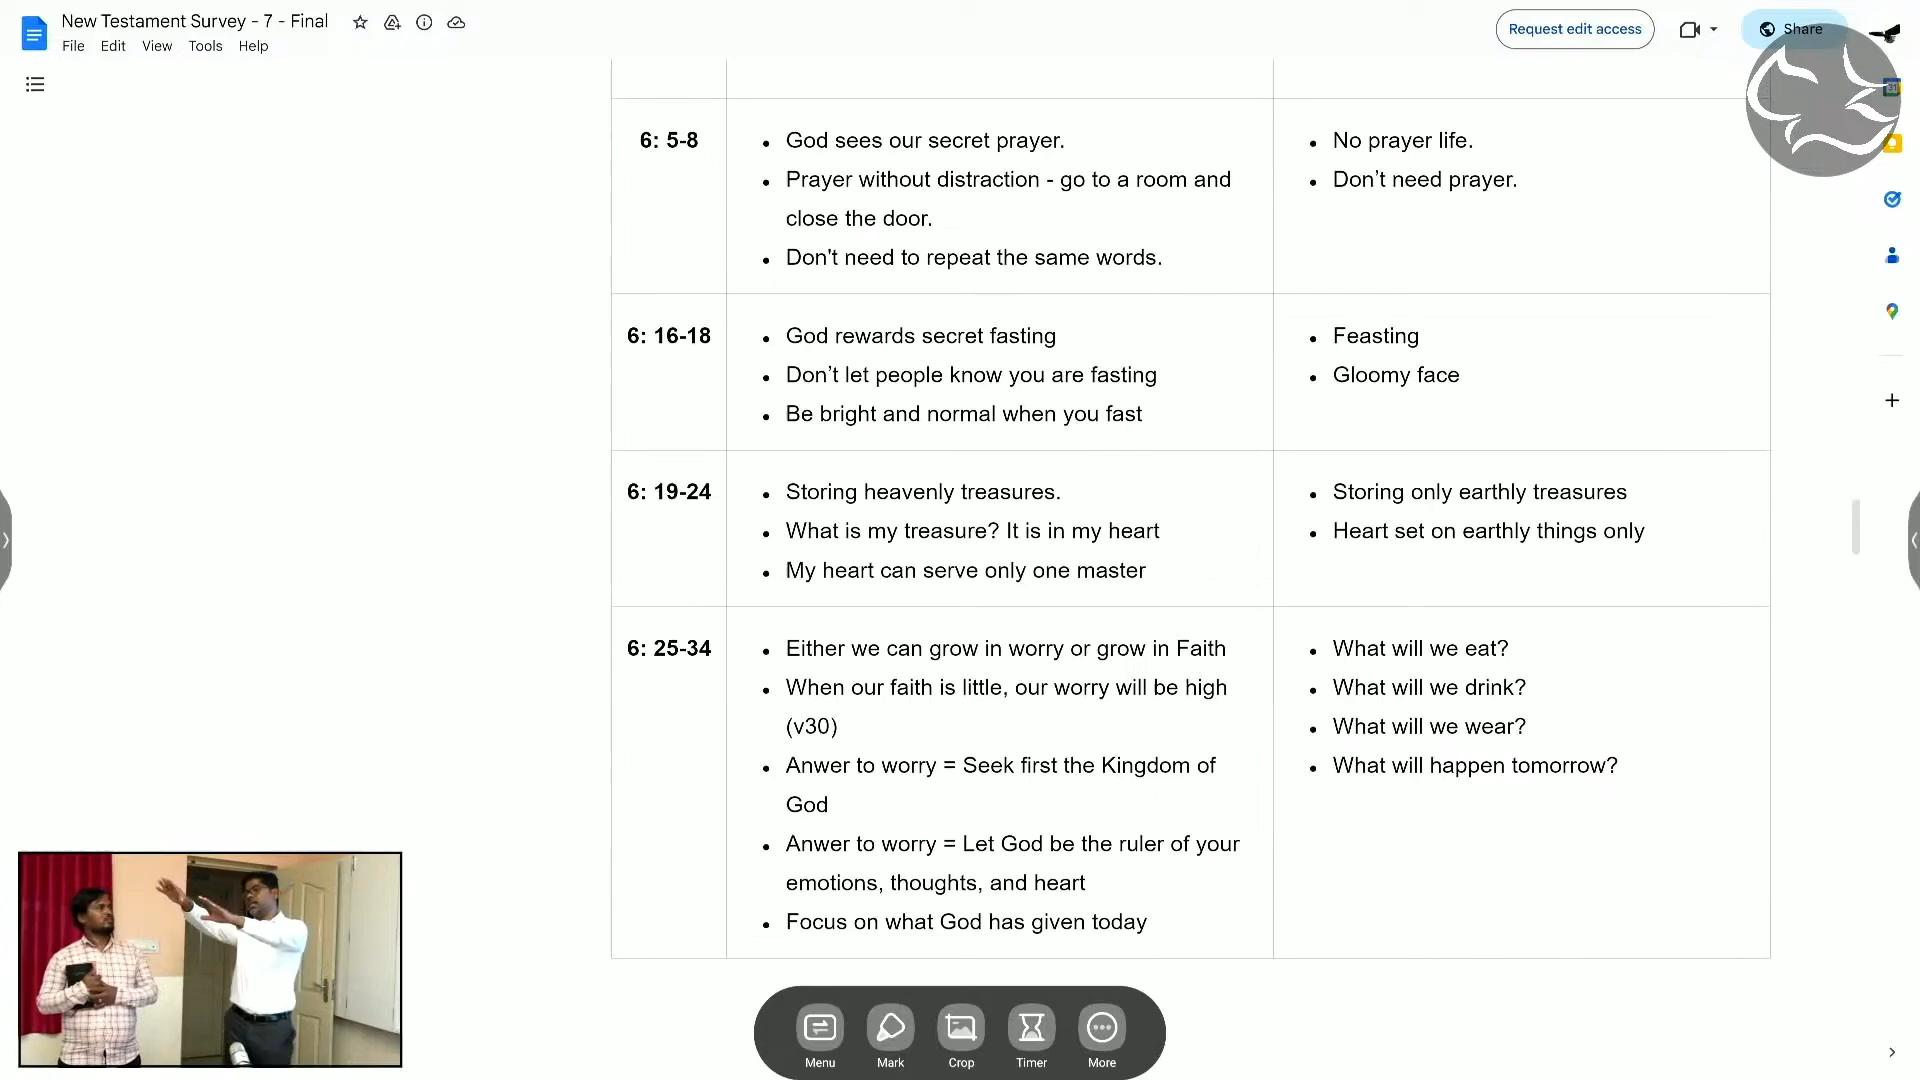 New Testament Survey - 7 - Final
File Edit View Tools Help
Request edit access
Share
6: 5-8
God sees our secret prayer.
Prayer without distraction - go to a room and
close the door.
Don't need to repeat the same words.
No prayer life.
Don’t need prayer.
6: 16-18
God rewards secret fasting
Don’t let people know you are fasting
Be bright and normal when you fast
Feasting
Gloomy face
6: 19-24
Storing heavenly treasures.
What is my treasure? It is in my heart
My heart can serve only one master
Storing only earthly treasures
Heart set on earthly things only
6: 25-34
Either we can grow in worry or grow in Faith
When our faith is little, our worry will be high
(v30)
Anwer to worry = Seek first the Kingdom of
God
Anwer to worry = Let God be the ruler of your
emotions, thoughts, and heart
Focus on what God has given today
What will we eat?
What will we drink?
What will we wear?
What will happen tomorrow?
Menu Mark Crop Timer More